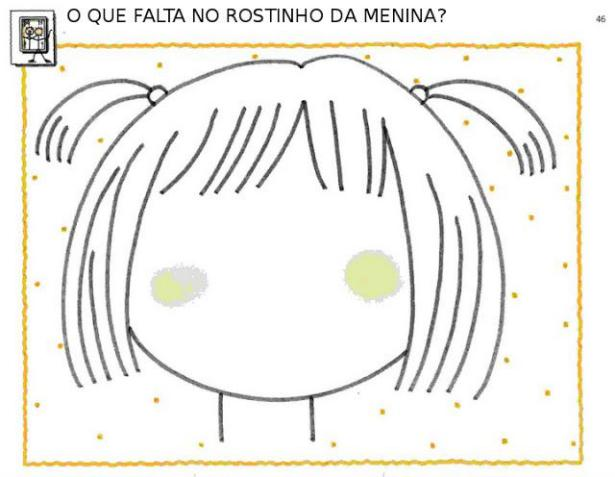 O QUE FALTA NO ROSTINHO DA MENINA?
46